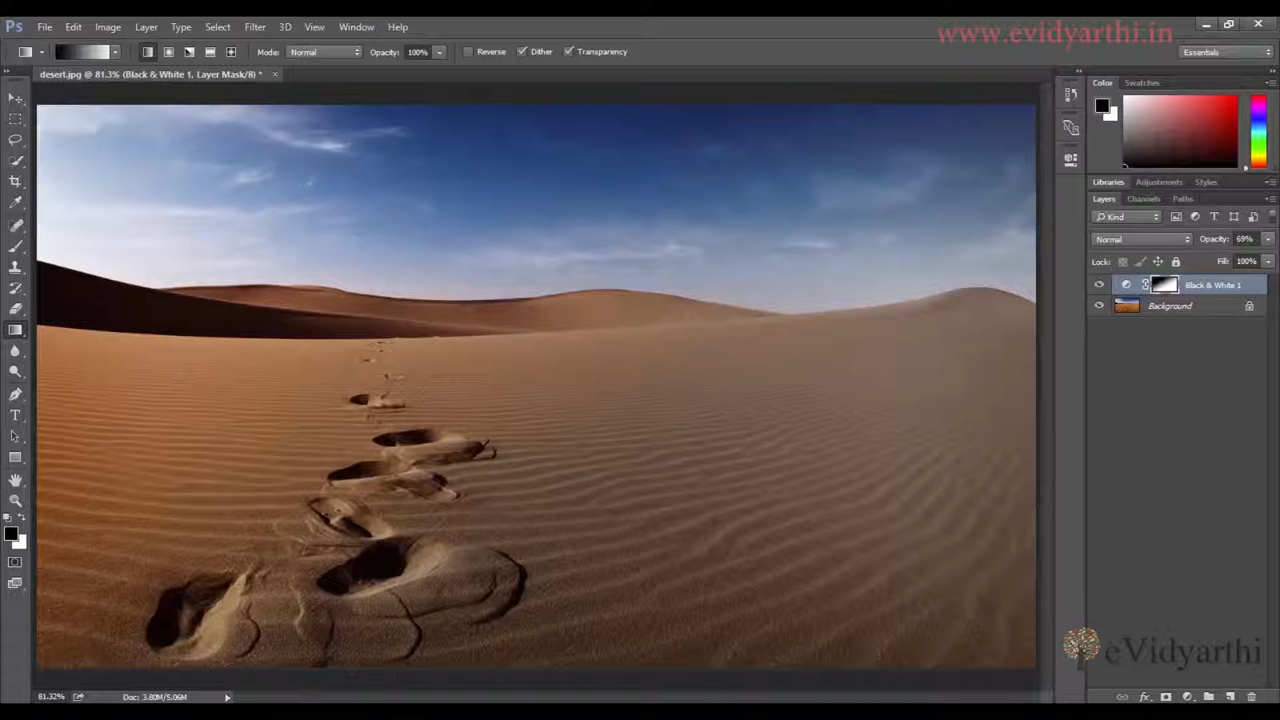 Ps File Edit Image Layer Type Select Filter 3D View Window Help
www.evidyarthi.in
Mode: Normal Opacity: 100% Reverse Dither Transparency Essentials
desert.jpg @ 81.3% (Black & White 1, Layer Mask/8) *
Color Swatches
Libraries Adjustments Styles
Layers Channels Paths
Kind
Normal Opacity: 69%
Lock: Fill: 100%
Black & White 1
Background
eVidyarthi
81.32% Doc: 3.80M/5.06M